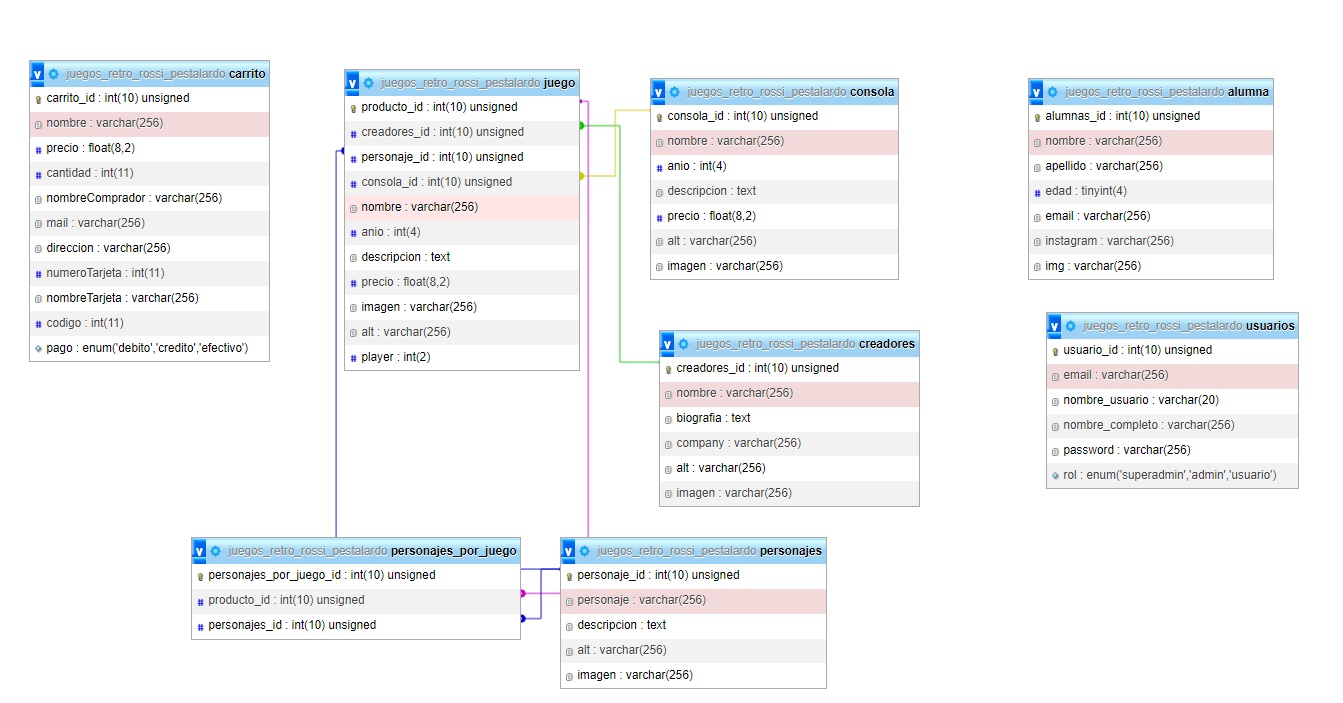 juegos_retro_rossi_pestalardo carrito
carrito_id : int(10) unsigned
nombre : varchar(256)
precio : float(8,2)
cantidad : int(11)
nombreComprador : varchar(256)
mail : varchar(256)
direccion : varchar(256)
numeroTarjeta : int(11)
nombreTarjeta : varchar(256)
codigo : int(11)
pago : enum('debito','credito','efectivo')
juegos_retro_rossi_pestalardo juego
producto_id : int(10) unsigned
creadores_id : int(10) unsigned
personaje_id : int(10) unsigned
consola_id : int(10) unsigned
nombre : varchar(256)
anio : int(4)
descripcion : text
precio : float(8,2)
imagen : varchar(256)
alt : varchar(256)
player : int(2)
juegos_retro_rossi_pestalardo consola
consola_id : int(10) unsigned
nombre : varchar(256)
anio : int(4)
descripcion : text
precio : float(8,2)
alt : varchar(256)
imagen : varchar(256)
juegos_retro_rossi_pestalardo alumna
alumnas_id : int(10) unsigned
nombre : varchar(256)
apellido : varchar(256)
edad : tinyint(4)
email : varchar(256)
instagram : varchar(256)
img : varchar(256)
juegos_retro_rossi_pestalardo creadores
creadores_id : int(10) unsigned
nombre : varchar(256)
biografia : text
company : varchar(256)
alt : varchar(256)
imagen : varchar(256)
juegos_retro_rossi_pestalardo usuarios
usuario_id : int(10) unsigned
email : varchar(256)
nombre_usuario : varchar(20)
nombre_completo : varchar(256)
password : varchar(256)
rol : enum('superadmin','admin','usuario')
juegos_retro_rossi_pestalardo personajes_por_juego
personajes_por_juego_id : int(10) unsigned
producto_id : int(10) unsigned
personajes_id : int(10) unsigned
juegos_retro_rossi_pestalardo personajes
personaje_id : int(10) unsigned
personaje : varchar(256)
descripcion : text
alt : varchar(256)
imagen : varchar(256)